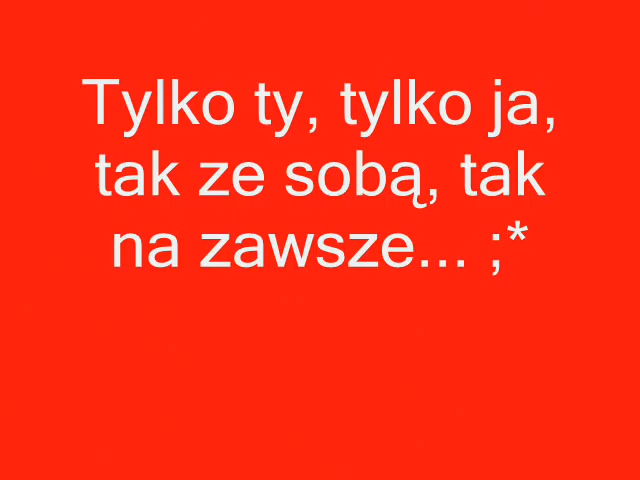 Tylko ty, tylko ja,
tak ze sobą, tak
na zawsze... ;*